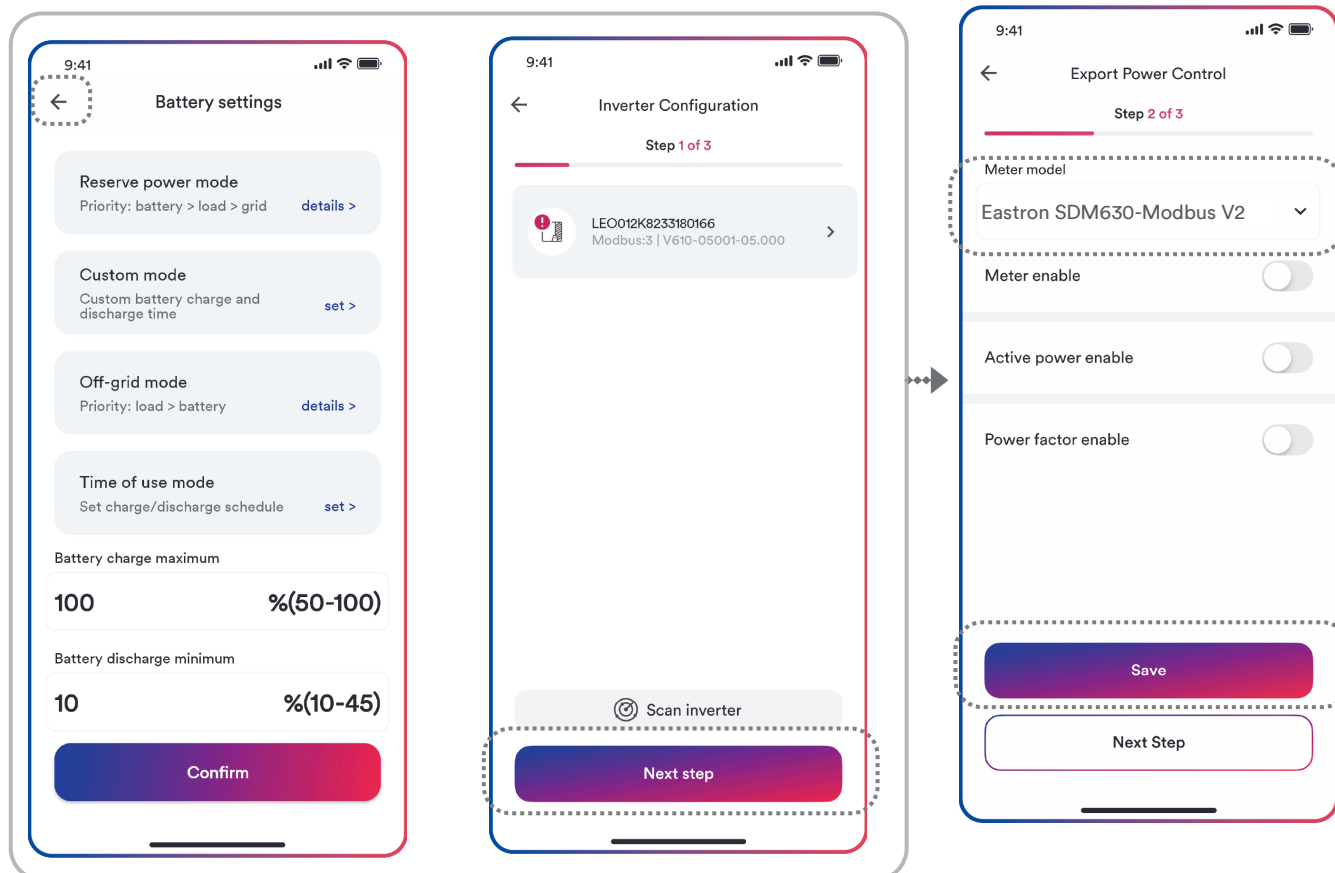 9:41
Battery settings
Reserve power mode
Priority: battery > load > grid
details >
Custom mode
Custom battery charge and
discharge time
set >
Off-grid mode
Priority: load > battery
details >
Time of use mode
Set charge/discharge schedule
set >
Battery charge maximum
100
%(50-100)
Battery discharge minimum
10
%(10-45)
Confirm
9:41
Inverter Configuration
Step 1 of 3
LEO012K8233180166
Modbus:3 | V610-05001-05.000
Scan inverter
Next step
9:41
Export Power Control
Step 2 of 3
Meter model
Eastron SDM630-Modbus V2
Meter enable
Active power enable
Power factor enable
Save
Next Step